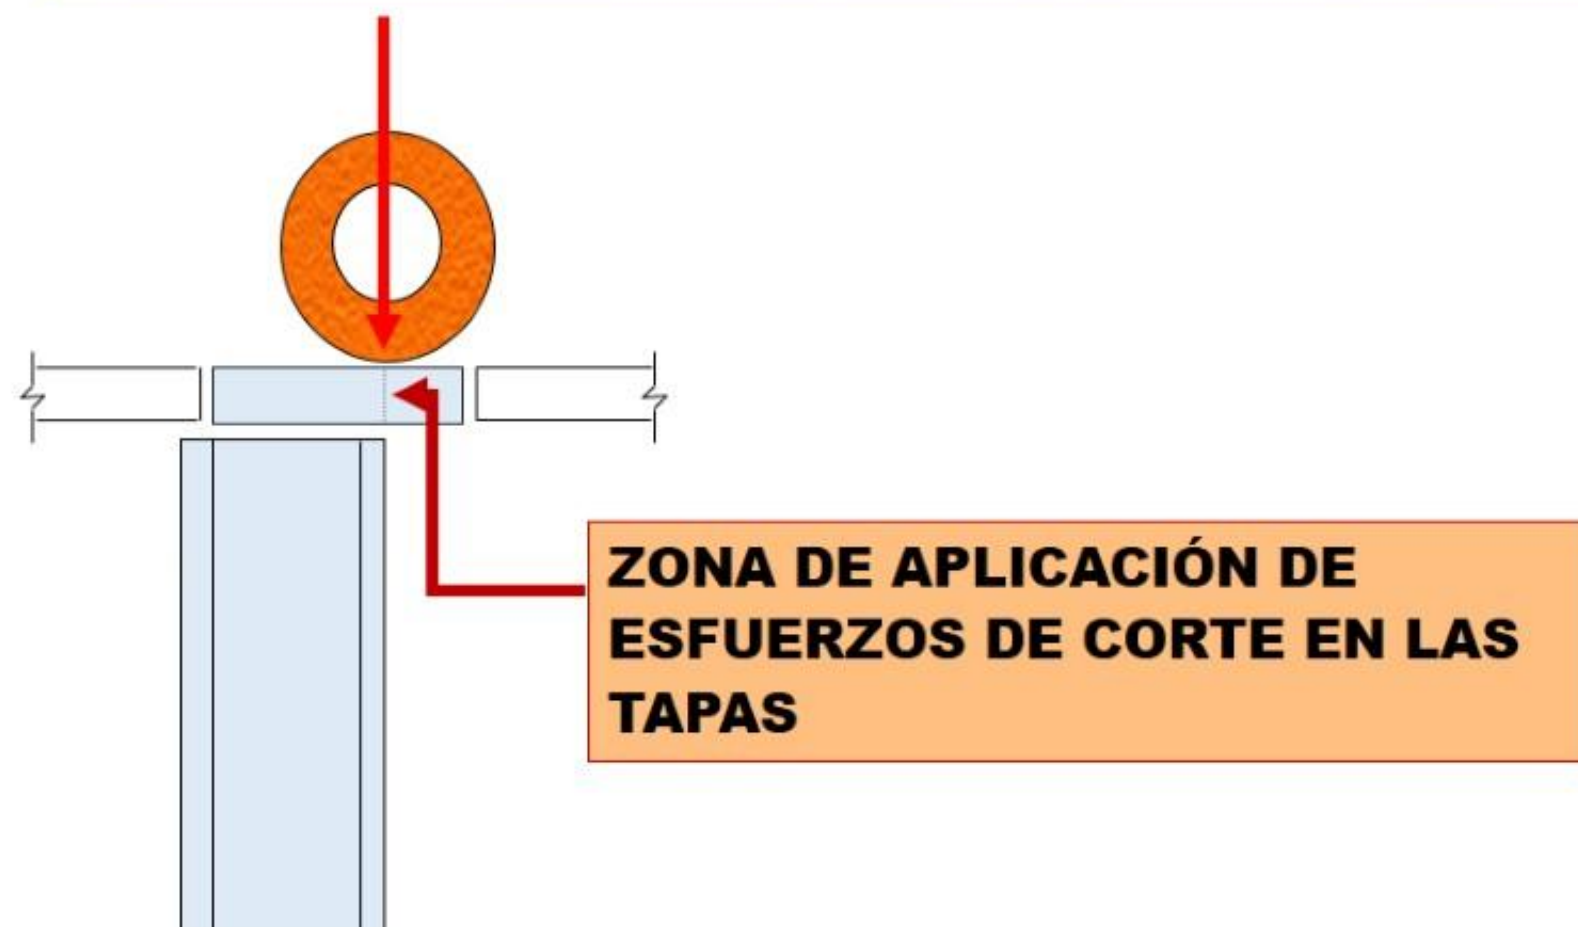 ZONA DE APLICACIÓN DE
ESFUERZOS DE CORTE EN LAS
TAPAS